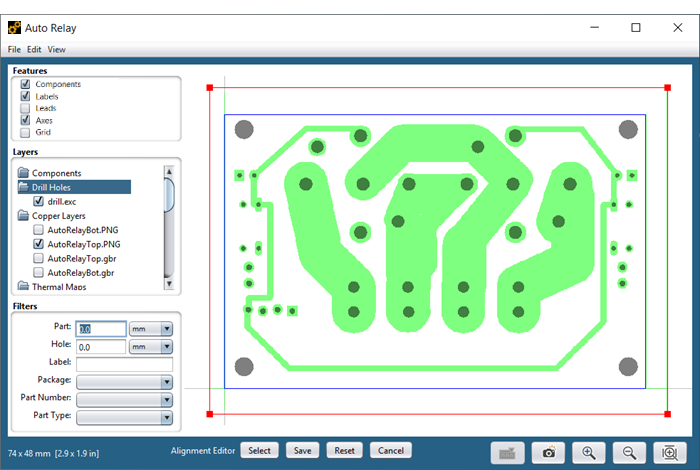 Auto Relay
File Edit View
Features
Components
Labels
Leads
Axes
Grid
Layers
Components
Drill Holes
drill.exc
Copper Layers
AutoRelayBot.PNG
AutoRelayTop.PNG
AutoRelayTop.gbr
AutoRelayBot.gbr
Thermal Maps
Filters
Part: 0.0 mm
Hole: 0.0 mm
Label:
Package:
Part Number:
Part Type:
74 x 48 mm [2.9 x 1.9 in]
Alignment Editor Select Save Reset Cancel